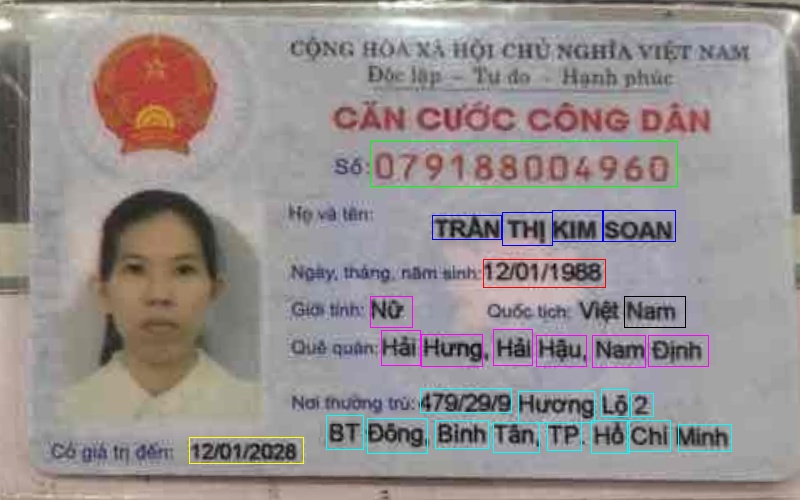 CỘNG HÒA XÃ HỘI CHỦ NGHĨA VIỆT NAM
Độc lập – Tự do – Hạnh phúc
CĂN CƯỚC CÔNG DÂN
Số: 079188004960
Họ và tên:
TRẦN THỊ KIM SOAN
Ngày, tháng, năm sinh: 12/01/1988
Giới tính: Nữ Quốc tịch: Việt Nam
Quê quán: Hải Hưng, Hải Hậu, Nam Định
Nơi thường trú: 479/29/9 Hương Lộ 2
BT Đông, Bình Tân, TP. Hồ Chí Minh
Có giá trị đến: 12/01/2028